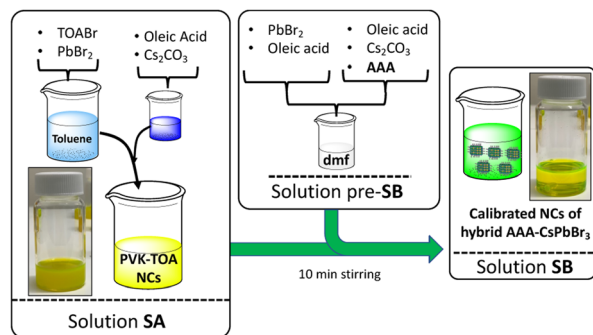 • TOABr
• PbBr₂
• Oleic Acid
• Cs₂CO₃
Toluene
PVK-TOA
NCs
Solution SA
• PbBr₂
• Oleic acid
• Oleic acid
• Cs₂CO₃
• AAA
dmf
Solution pre-SB
10 min stirring
Calibrated NCs of
hybrid AAA-CsPbBr₃
Solution SB